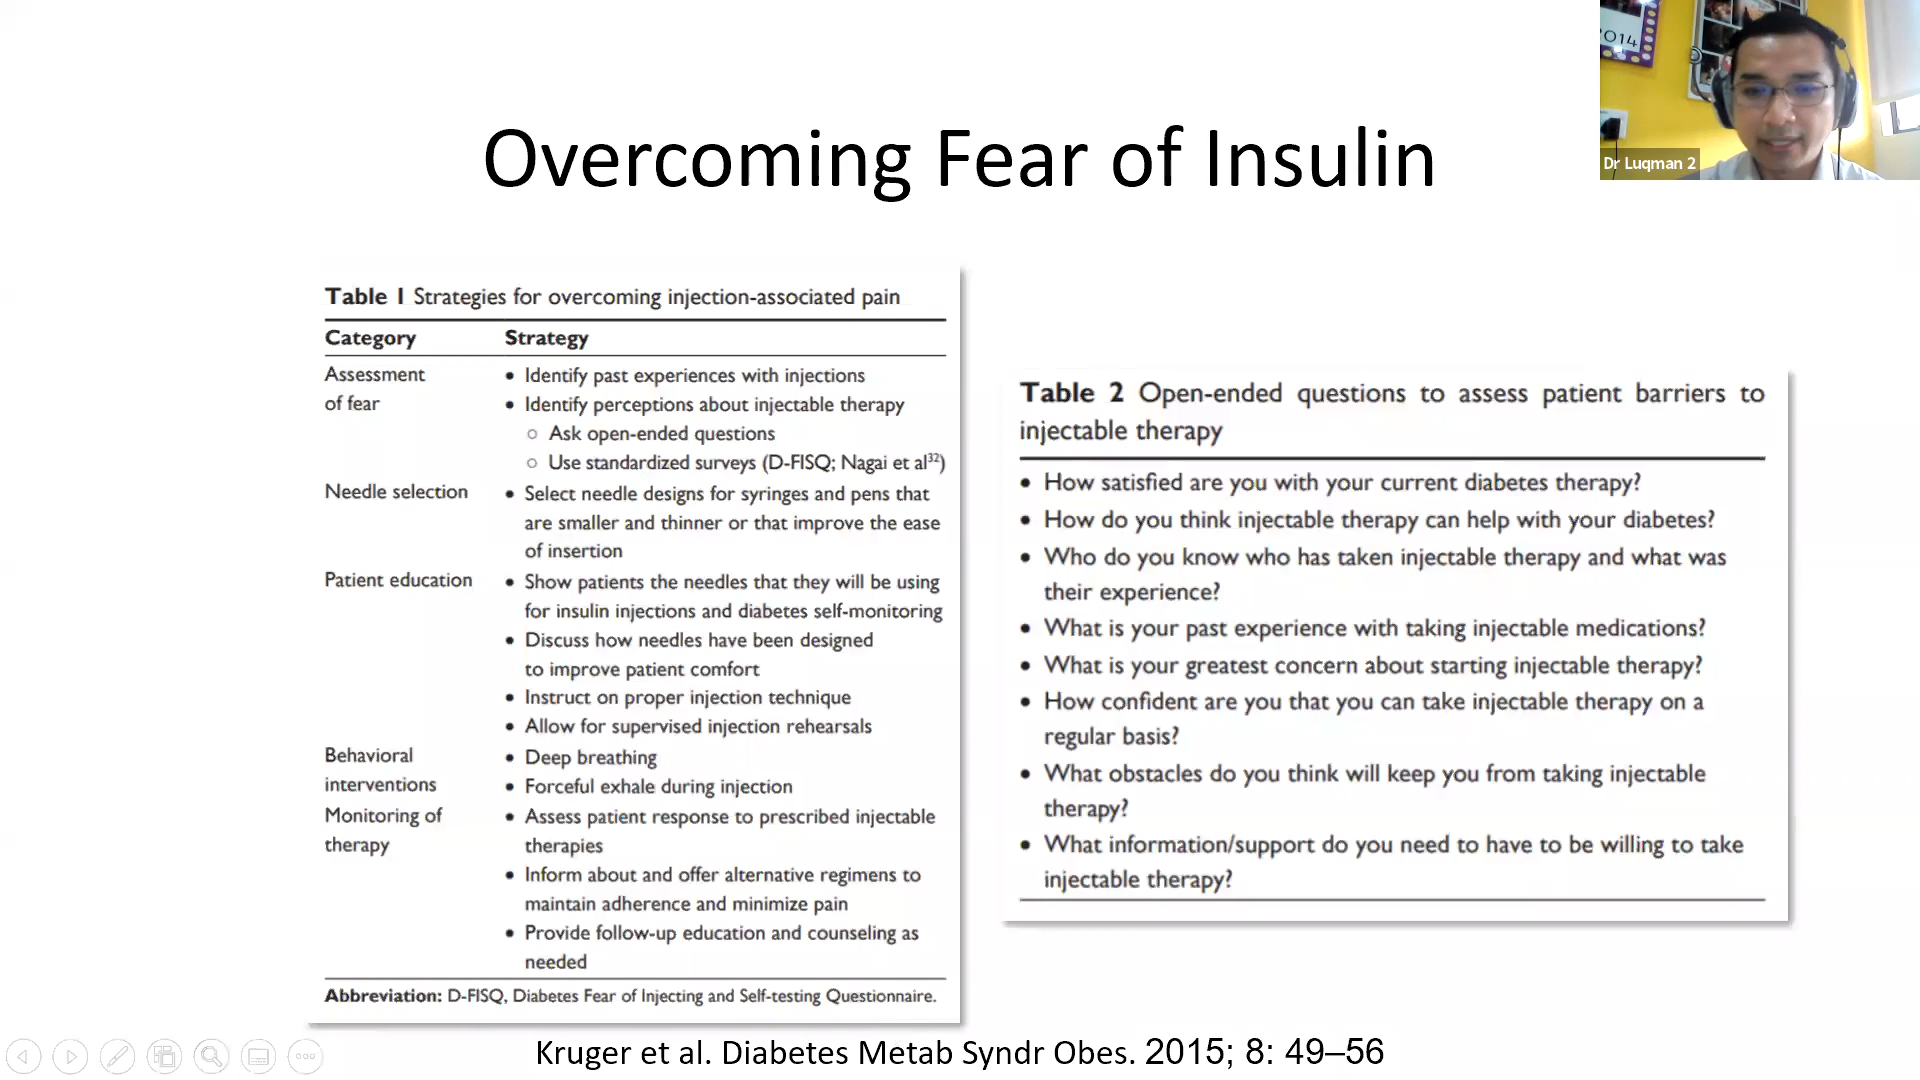 2014
Dr Luqman 2
Overcoming Fear of Insulin
Table 1 Strategies for overcoming injection-associated pain
Category Strategy
Assessment • Identify past experiences with injections
of fear • Identify perceptions about injectable therapy
○ Ask open-ended questions
○ Use standardized surveys (D-FISQ; Nagai et al32)
Needle selection • Select needle designs for syringes and pens that
are smaller and thinner or that improve the ease
of insertion
Patient education • Show patients the needles that they will be using
for insulin injections and diabetes self-monitoring
• Discuss how needles have been designed
to improve patient comfort
• Instruct on proper injection technique
• Allow for supervised injection rehearsals
Behavioral • Deep breathing
interventions • Forceful exhale during injection
Monitoring of • Assess patient response to prescribed injectable
therapy therapies
• Inform about and offer alternative regimens to
maintain adherence and minimize pain
• Provide follow-up education and counseling as
needed
Abbreviation: D-FISQ, Diabetes Fear of Injecting and Self-testing Questionnaire.
Table 2 Open-ended questions to assess patient barriers to
injectable therapy
• How satisfied are you with your current diabetes therapy?
• How do you think injectable therapy can help with your diabetes?
• Who do you know who has taken injectable therapy and what was
their experience?
• What is your past experience with taking injectable medications?
• What is your greatest concern about starting injectable therapy?
• How confident are you that you can take injectable therapy on a
regular basis?
• What obstacles do you think will keep you from taking injectable
therapy?
• What information/support do you need to have to be willing to take
injectable therapy?
Kruger et al. Diabetes Metab Syndr Obes. 2015; 8: 49–56